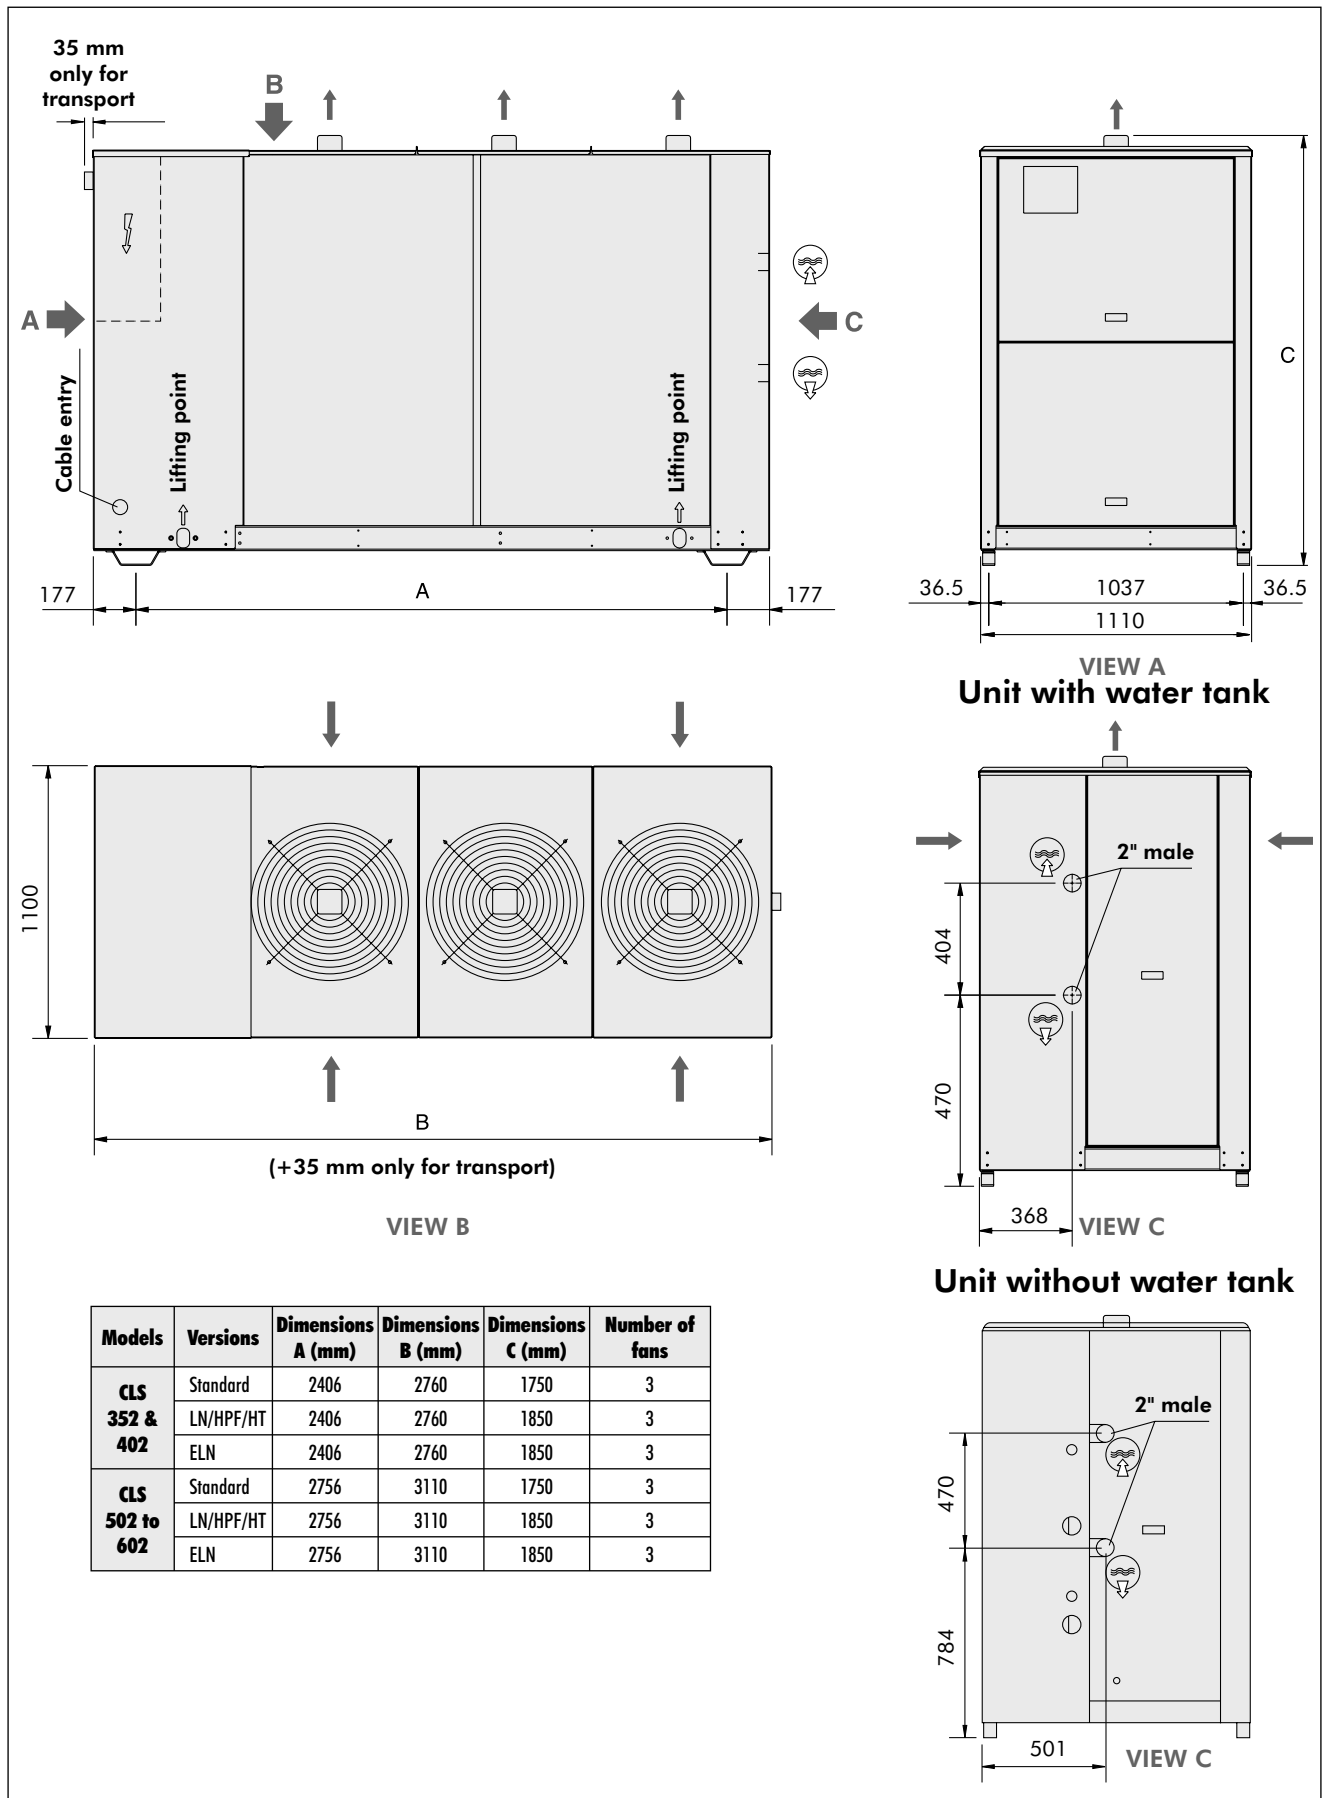 35 mm
only for
transport
B
A
C
Cable entry
Lifting point
Lifting point
177
A
177
C
36.5
1037
36.5
1110
VIEW A
Unit with water tank
1100
B
(+35 mm only for transport)
VIEW B
2" male
404
470
368
VIEW C
Unit without water tank
2" male
470
784
501
VIEW C
Models Versions Dimensions A (mm) Dimensions B (mm) Dimensions C (mm) Number of fans
CLS 352 & 402
Standard 2406 2760 1750 3
LN/HPF/HT 2406 2760 1850 3
ELN 2406 2760 1850 3
CLS 502 to 602
Standard 2756 3110 1750 3
LN/HPF/HT 2756 3110 1850 3
ELN 2756 3110 1850 3